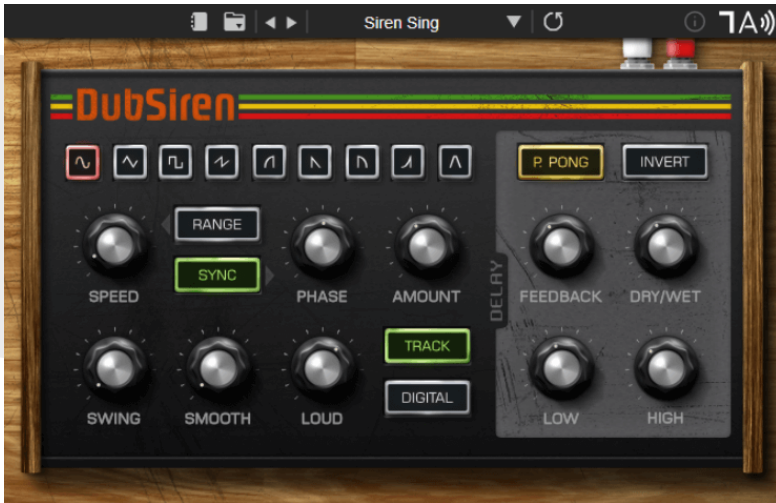 Siren Sing
DubSiren
P. PONG INVERT
RANGE
SYNC
SPEED PHASE AMOUNT
DELAY
FEEDBACK DRY/WET
TRACK
DIGITAL
SWING SMOOTH LOUD
LOW HIGH